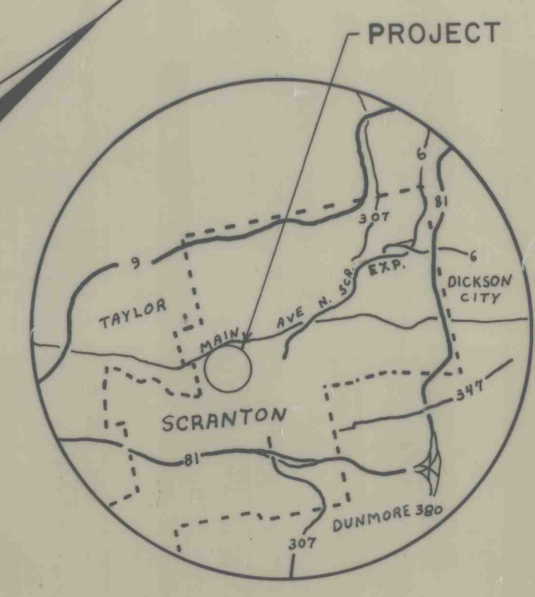 PROJECT
6
81
307
9
N. SCR. EXP.
6
DICKSON
CITY
TAYLOR
MAIN AVE
347
SCRANTON
81
DUNMORE 380
307